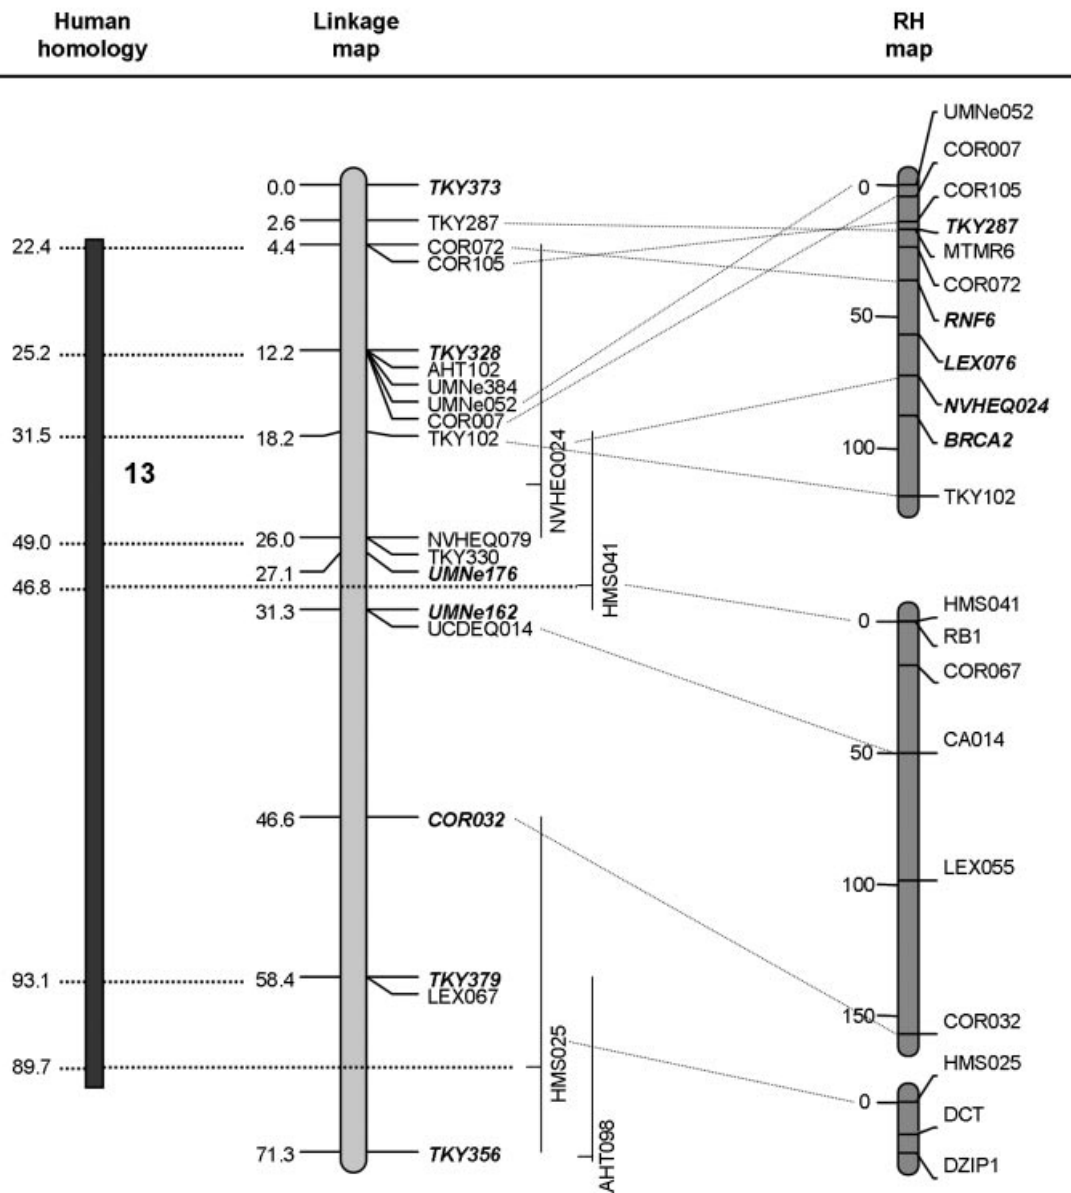 Human
homology
Linkage
map
RH
map
22.4
25.2
31.5
49.0
46.8
93.1
89.7
13
0.0
2.6
4.4
12.2
18.2
26.0
27.1
31.3
46.6
58.4
71.3
TKY373
TKY287
COR072
COR105
TKY328
AHT102
UMNe384
UMNe052
COR007
TKY102
NVHEQ079
TKY330
UMNe176
UMNe162
UCDEQ014
COR032
TKY379
LEX067
TKY356
NVHEQ024
HMS041
HMS025
AHT098
0
50
100
UMNe052
COR007
COR105
TKY287
MTMR6
COR072
RNF6
LEX076
NVHEQ024
BRCA2
TKY102
0
50
100
150
HMS041
RB1
COR067
CA014
LEX055
COR032
0
HMS025
DCT
DZIP1